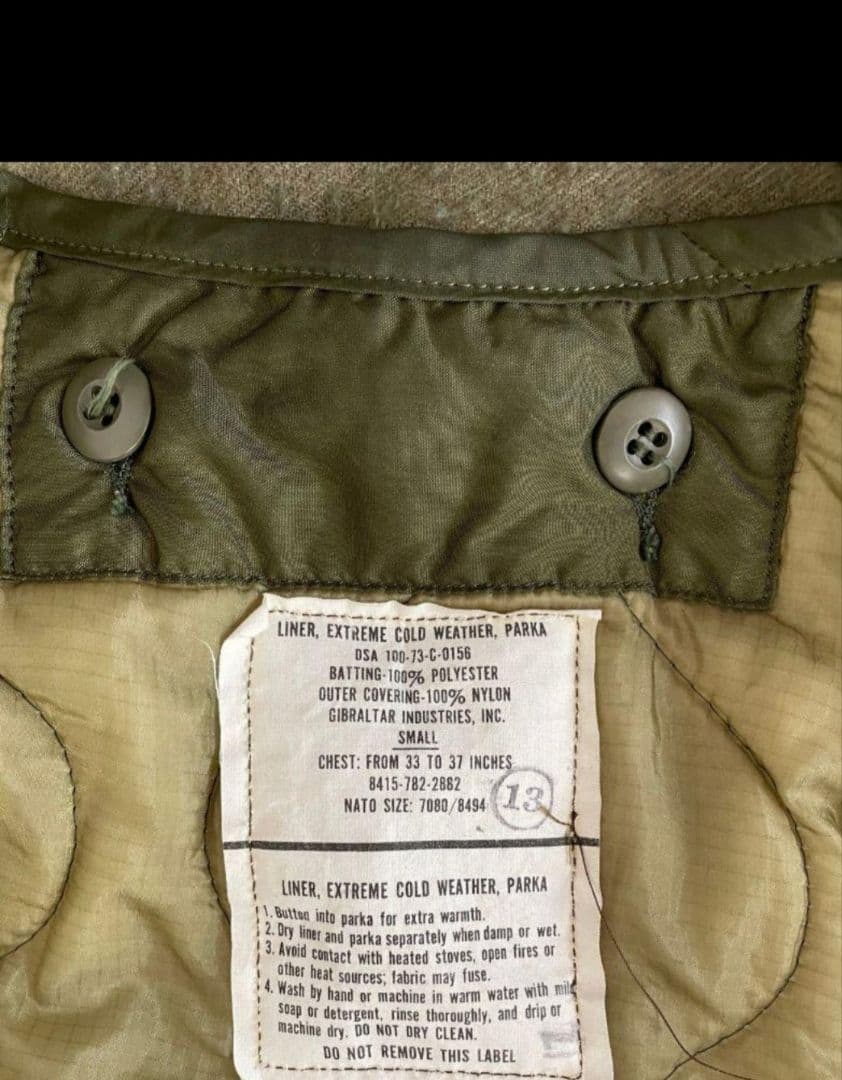 LINER, EXTREME COLD WEATHER, PARKA
DSA 100-73-C-0156
BATTING-100% POLYESTER
OUTER COVERING-100% NYLON
GIBRALTAR INDUSTRIES, INC.
SMALL
CHEST: FROM 33 TO 37 INCHES
8415-782-2882
NATO SIZE: 7080/8494
13
LINER, EXTREME COLD WEATHER, PARKA
1. Button into parka for extra warmth.
2. Dry liner and parka separately when damp or wet.
3. Avoid contact with heated stoves, open fires or
other heat sources; fabric may fuse.
4. Wash by hand or machine in warm water with mild
soap or detergent, rinse thoroughly, and drip or
machine dry. DO NOT DRY CLEAN.
DO NOT REMOVE THIS LABEL